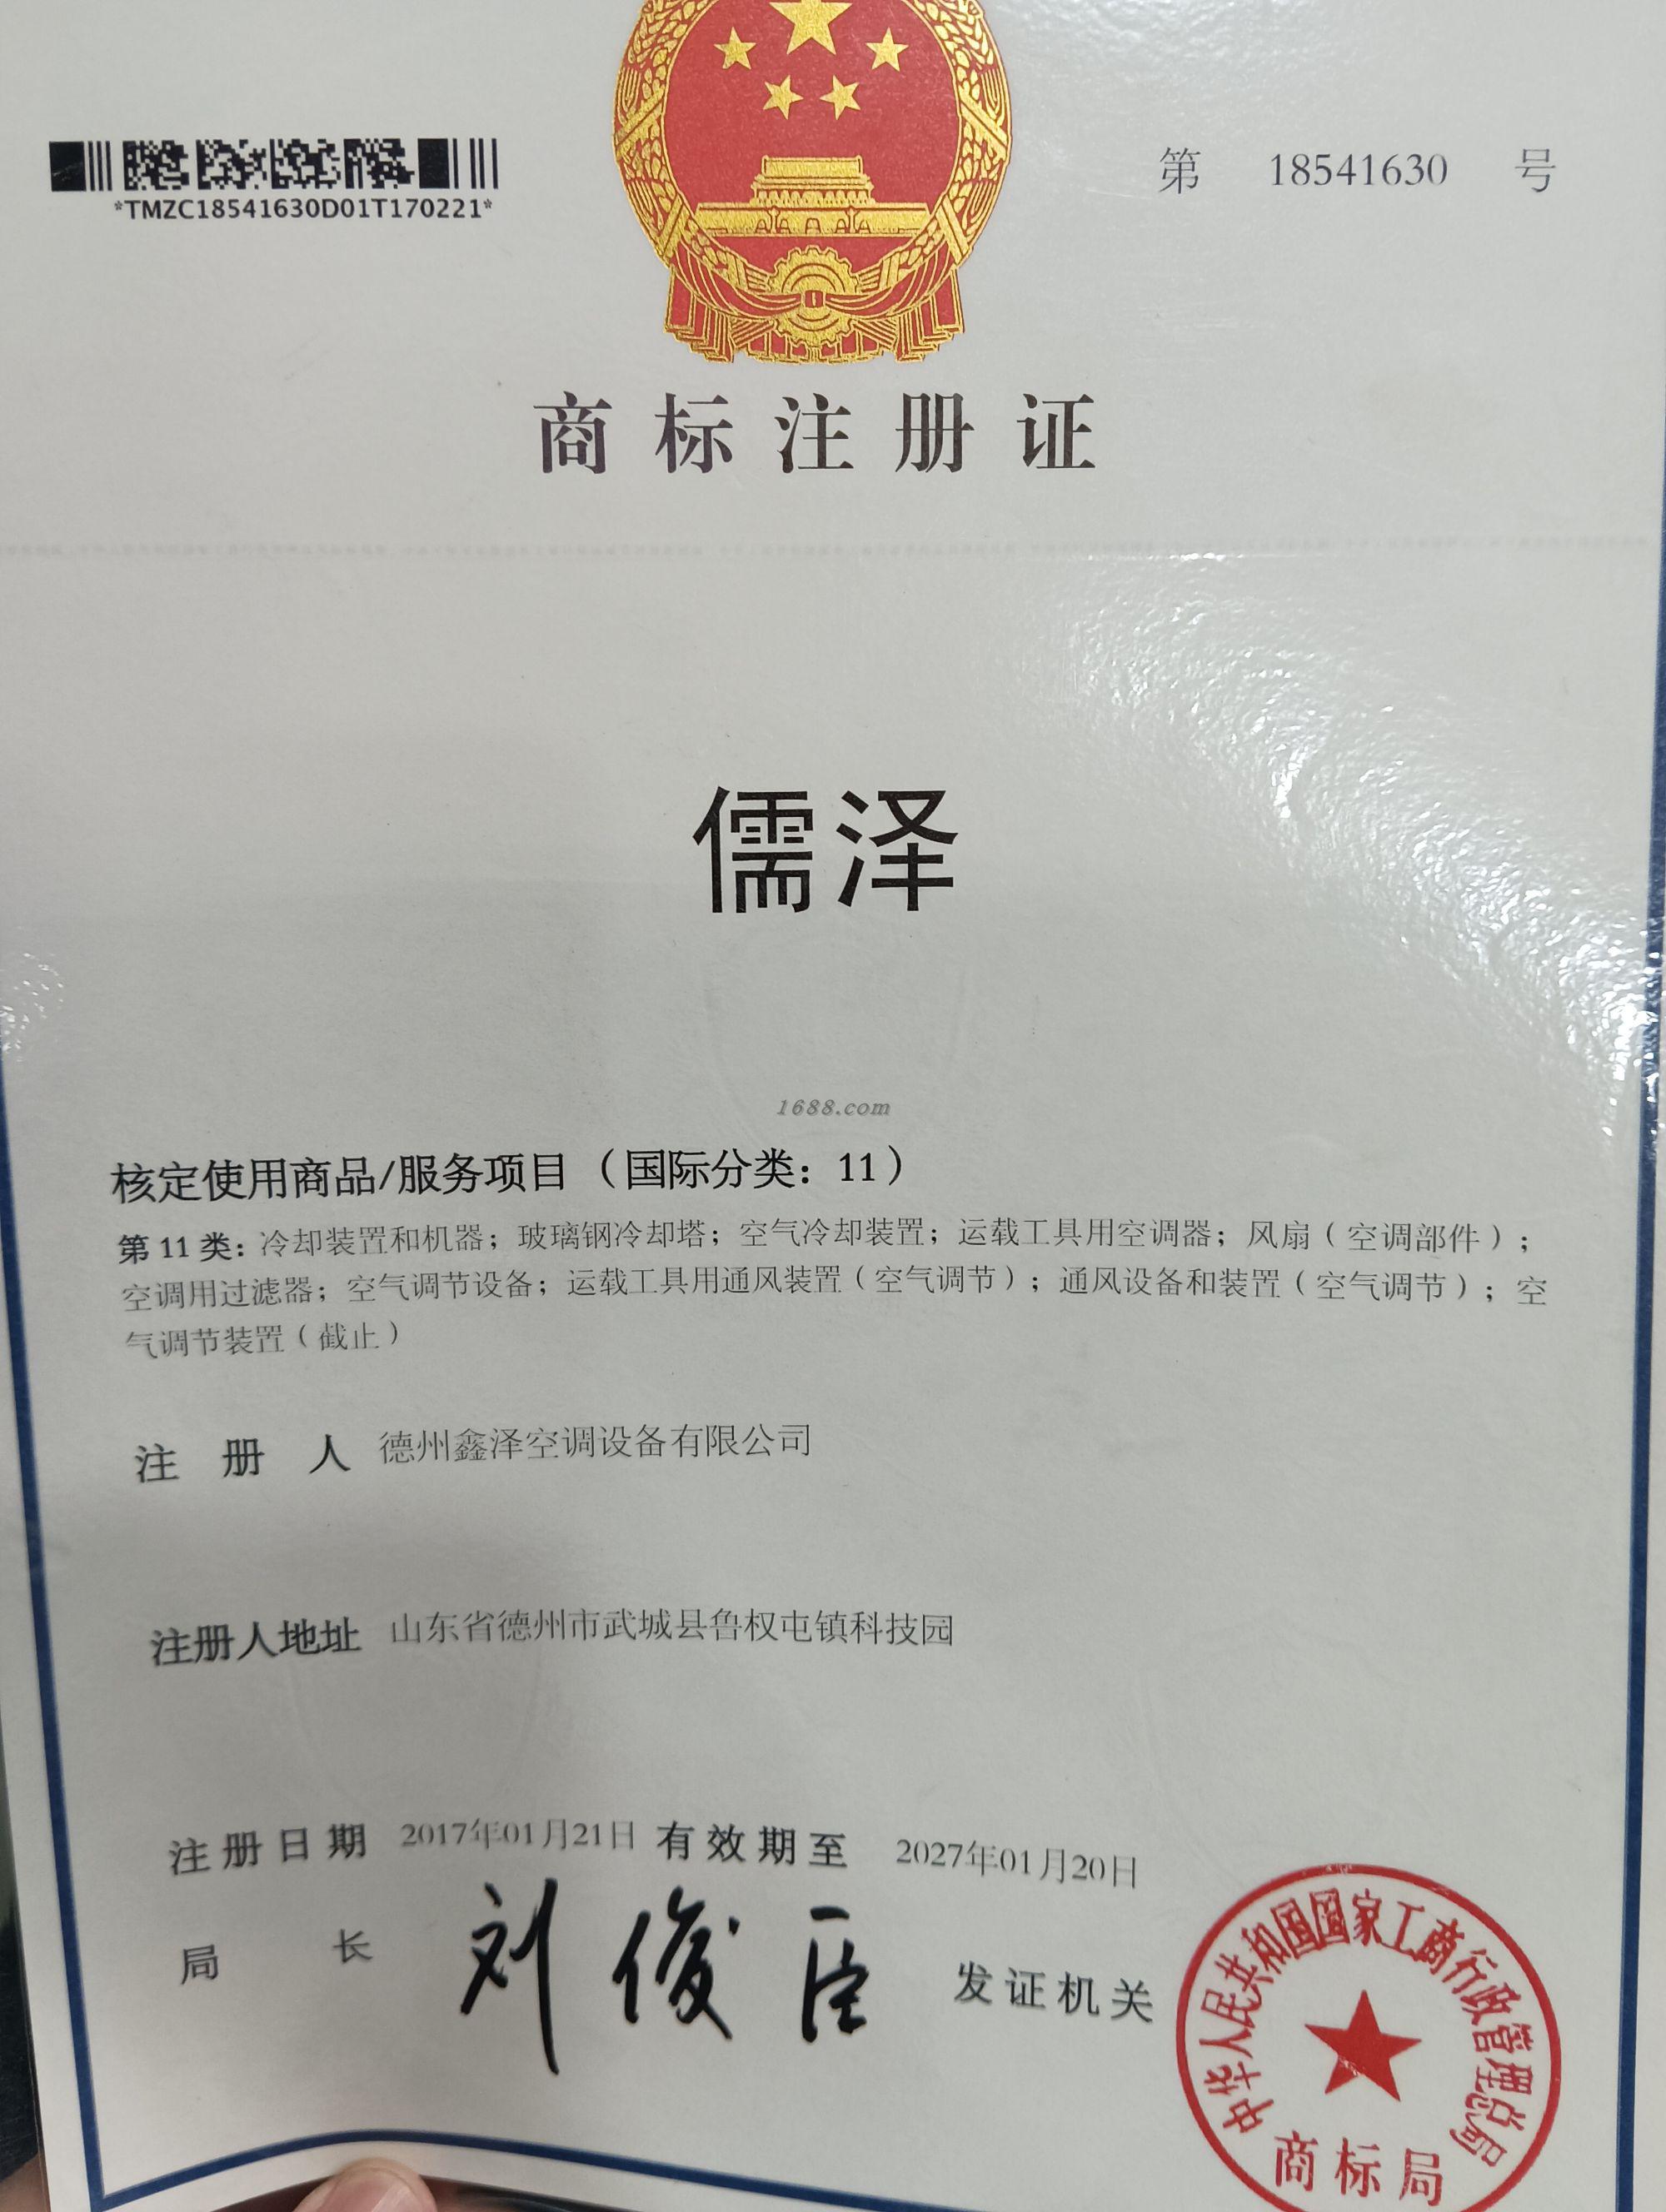 第 18541630 号
*TMZC18541630D01T170221*
商标注册证
儒泽
1688.com
核定使用商品/服务项目（国际分类：11）
第 11 类：冷却装置和机器；玻璃钢冷却塔；空气冷却装置；运载工具用空调器；风扇（空调部件）；
空调用过滤器；空气调节设备；运载工具用通风装置（空气调节）；通风设备和装置（空气调节）；空
气调节装置（截止）
注册人 德州鑫泽空调设备有限公司
注册人地址 山东省德州市武城县鲁权屯镇科技园
注册日期 2017年01月21日 有效期至 2027年01月20日
局长 刘俊臣 发证机关
中华人民共和国国家工商行政管理总局
商标局